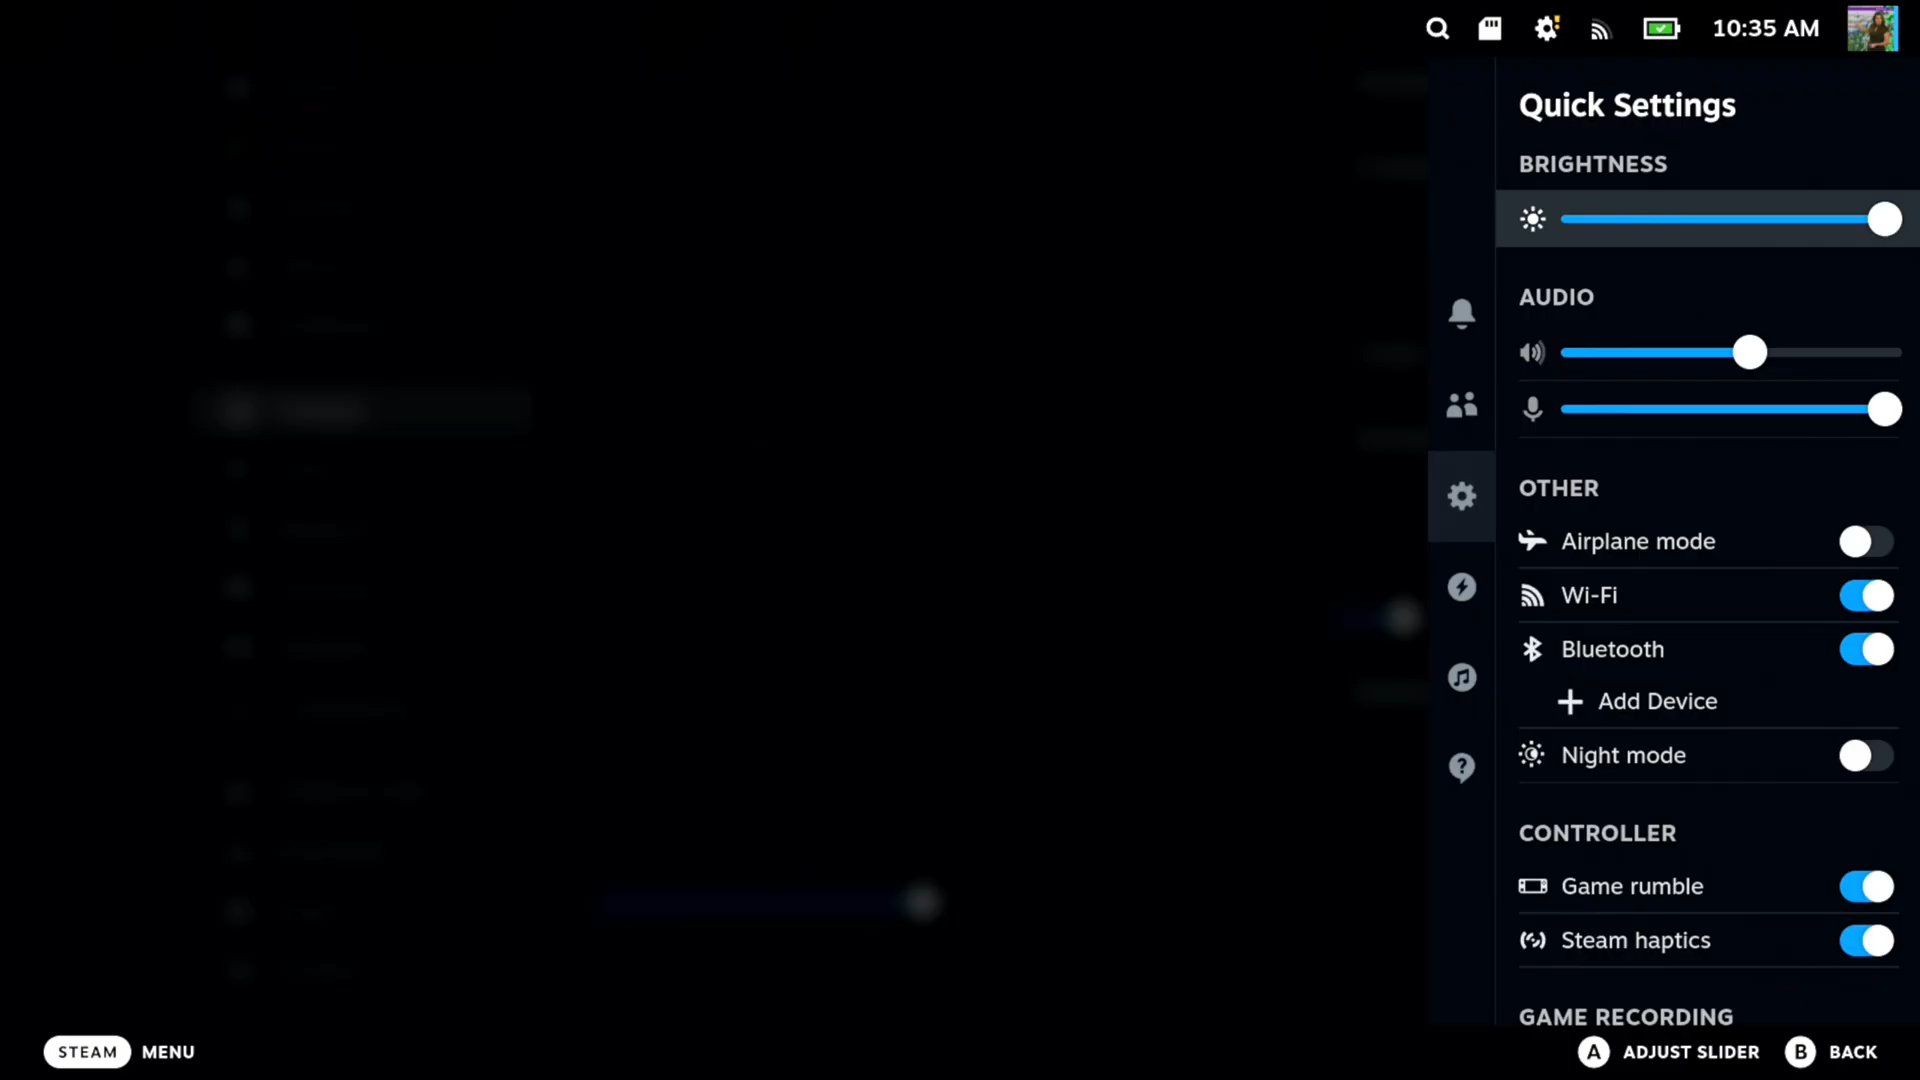 10:35 AM
Quick Settings
BRIGHTNESS
AUDIO
OTHER
Airplane mode
Wi-Fi
Bluetooth
Add Device
Night mode
CONTROLLER
Game rumble
Steam haptics
GAME RECORDING
STEAM MENU
A ADJUST SLIDER B BACK